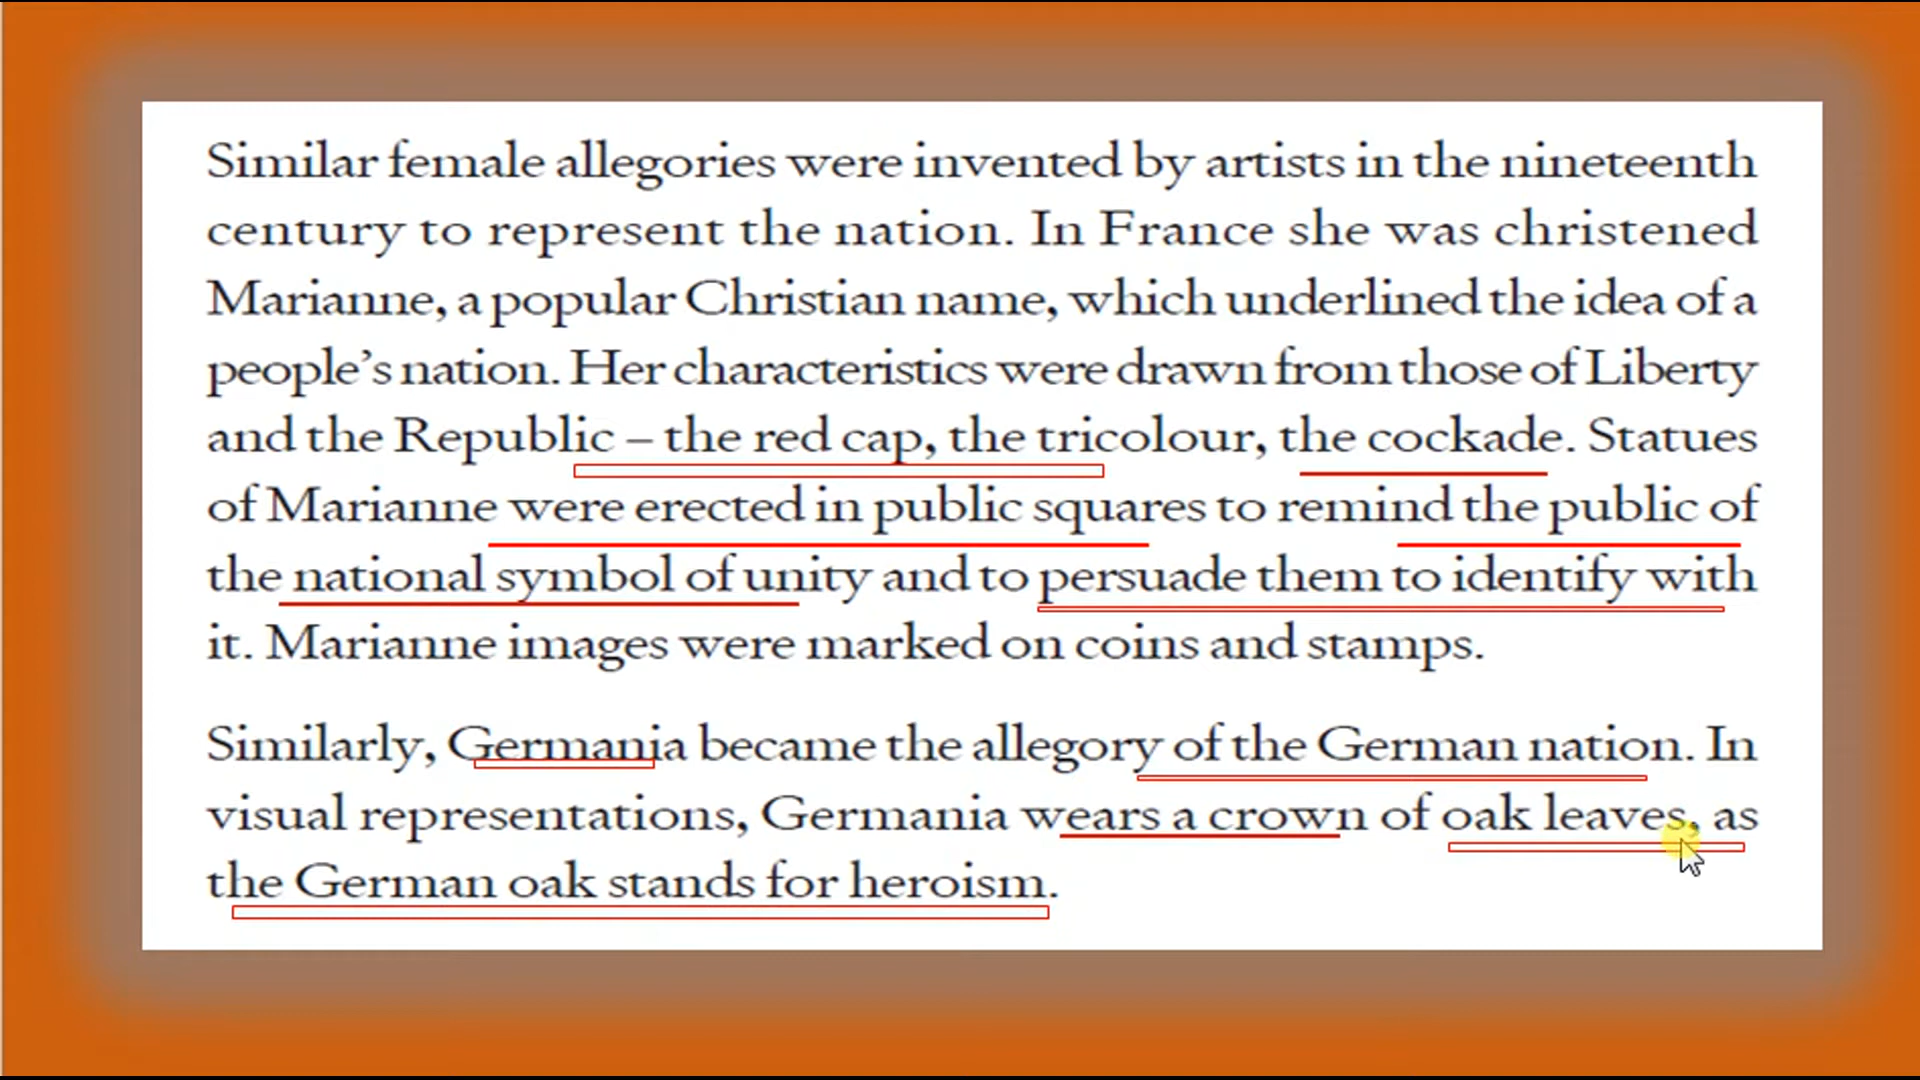 Similar female allegories were invented by artists in the nineteenth
century to represent the nation. In France she was christened
Marianne, a popular Christian name, which underlined the idea of a
people’s nation. Her characteristics were drawn from those of Liberty
and the Republic – the red cap, the tricolour, the cockade. Statues
of Marianne were erected in public squares to remind the public of
the national symbol of unity and to persuade them to identify with
it. Marianne images were marked on coins and stamps.
Similarly, Germania became the allegory of the German nation. In
visual representations, Germania wears a crown of oak leaves, as
the German oak stands for heroism.